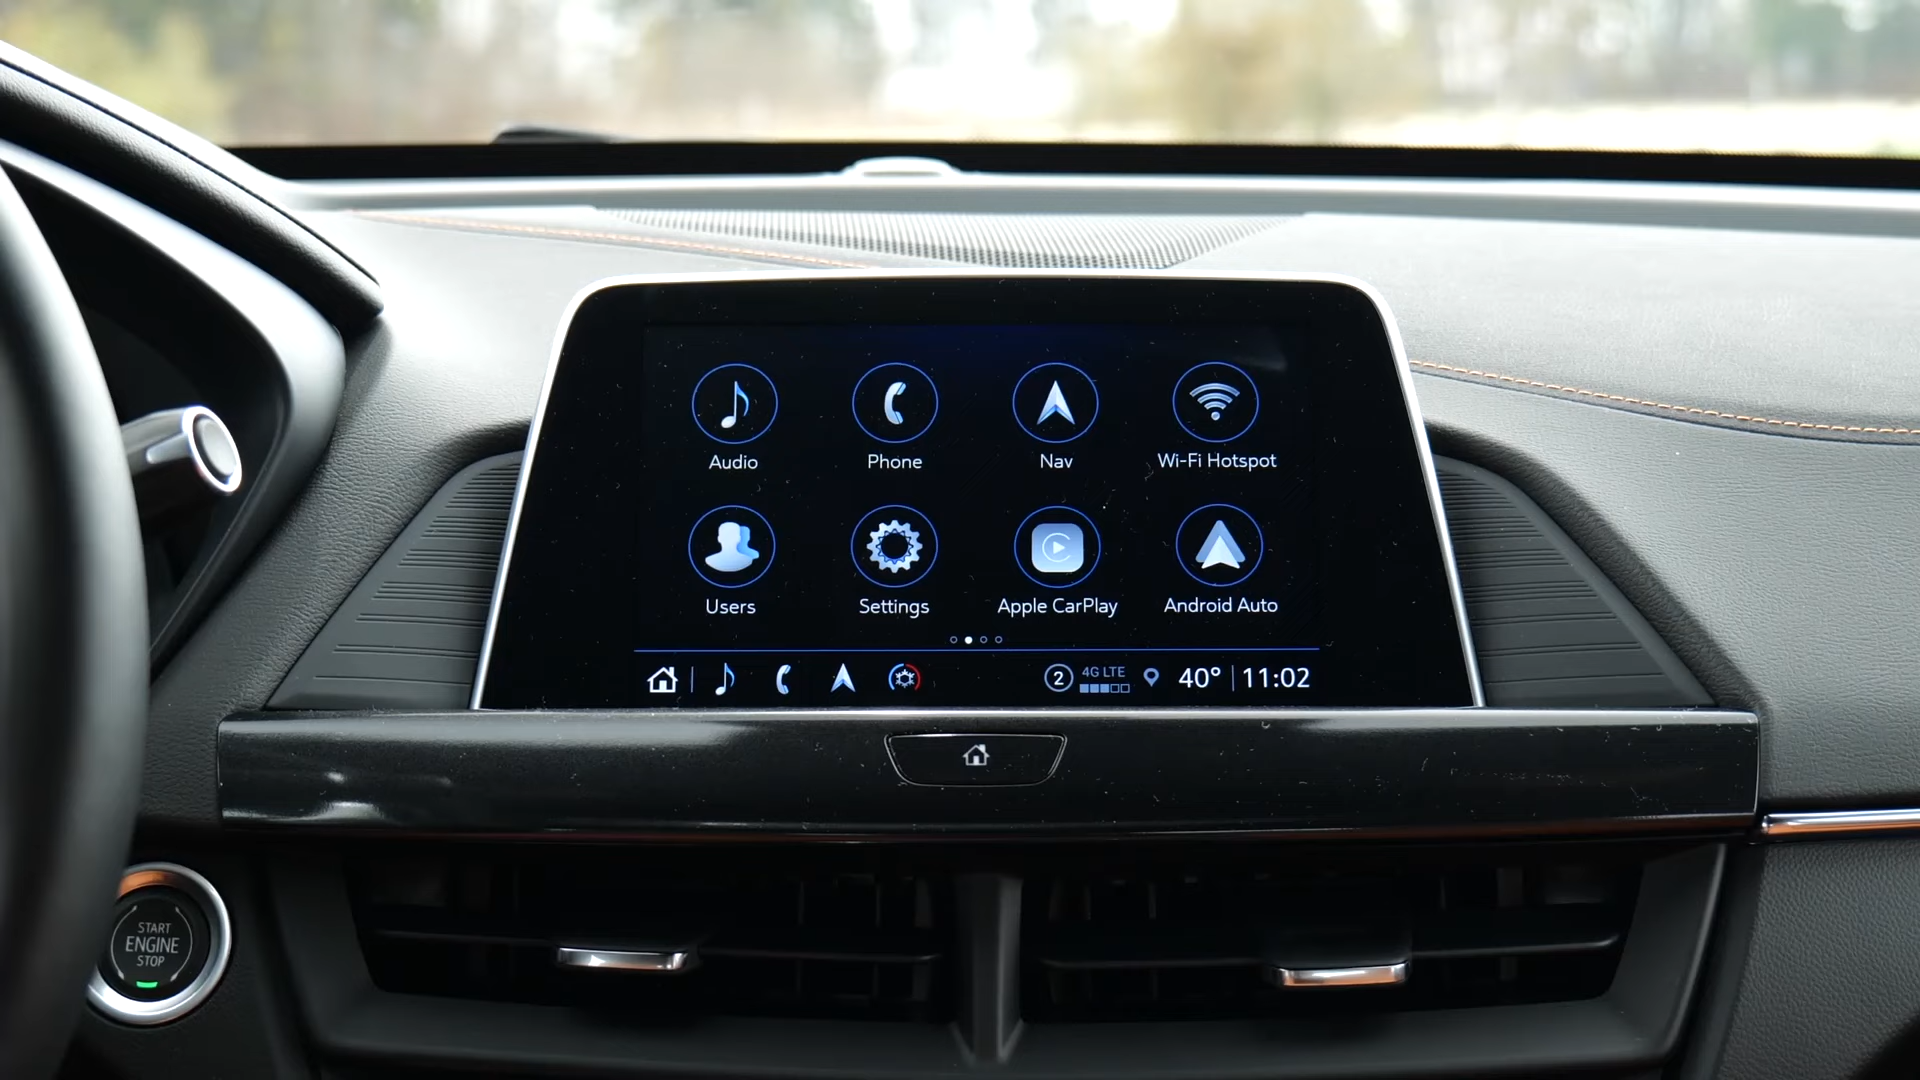 Audio Phone Nav Wi-Fi Hotspot
Users Settings Apple CarPlay Android Auto
2 4G LTE 40° 11:02
START
ENGINE
STOP